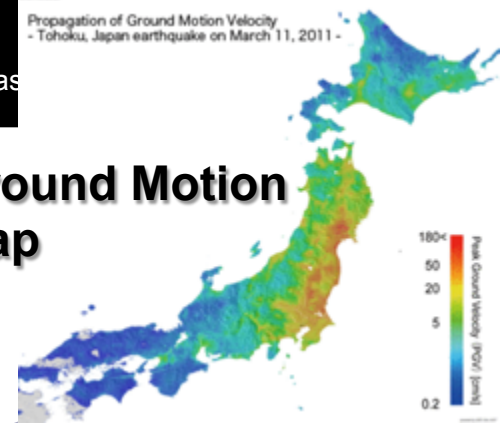 Propagation of Ground Motion Velocity
- Tohoku, Japan earthquake on March 11, 2011 -
as
ound Motion
ap
180<
50
20
5
0.2
Peak Ground Velocity (PGV) [cm/s]